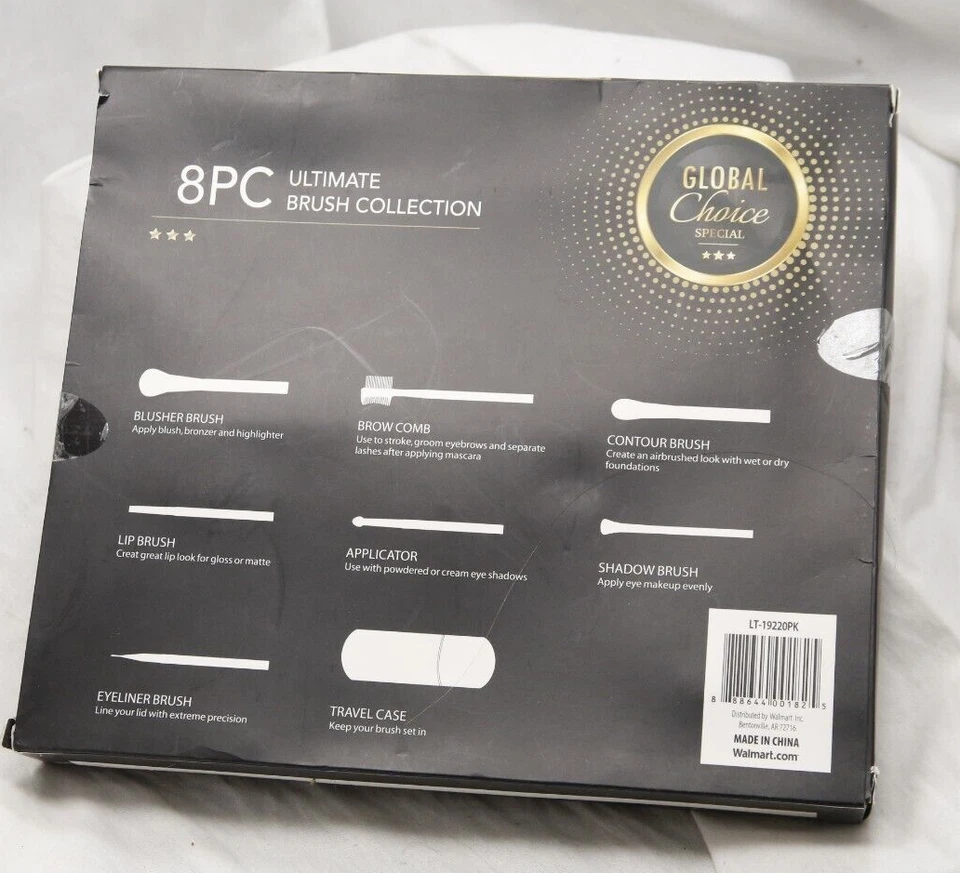 8PC ULTIMATE
BRUSH COLLECTION
GLOBAL
Choice
SPECIAL
BLUSHER BRUSH
Apply blush, bronzer and highlighter
BROW COMB
Use to stroke, groom eyebrows and separate
lashes after applying mascara
CONTOUR BRUSH
Create an airbrushed look with wet or dry
foundations
LIP BRUSH
Creat great lip look for gloss or matte
APPLICATOR
Use with powdered or cream eye shadows
SHADOW BRUSH
Apply eye makeup evenly
EYELINER BRUSH
Line your lid with extreme precision
TRAVEL CASE
Keep your brush set in
LT-19220PK
8 88644 00182 5
Distributed by Walmart Inc.
Bentonville, AR 72716
MADE IN CHINA
Walmart.com